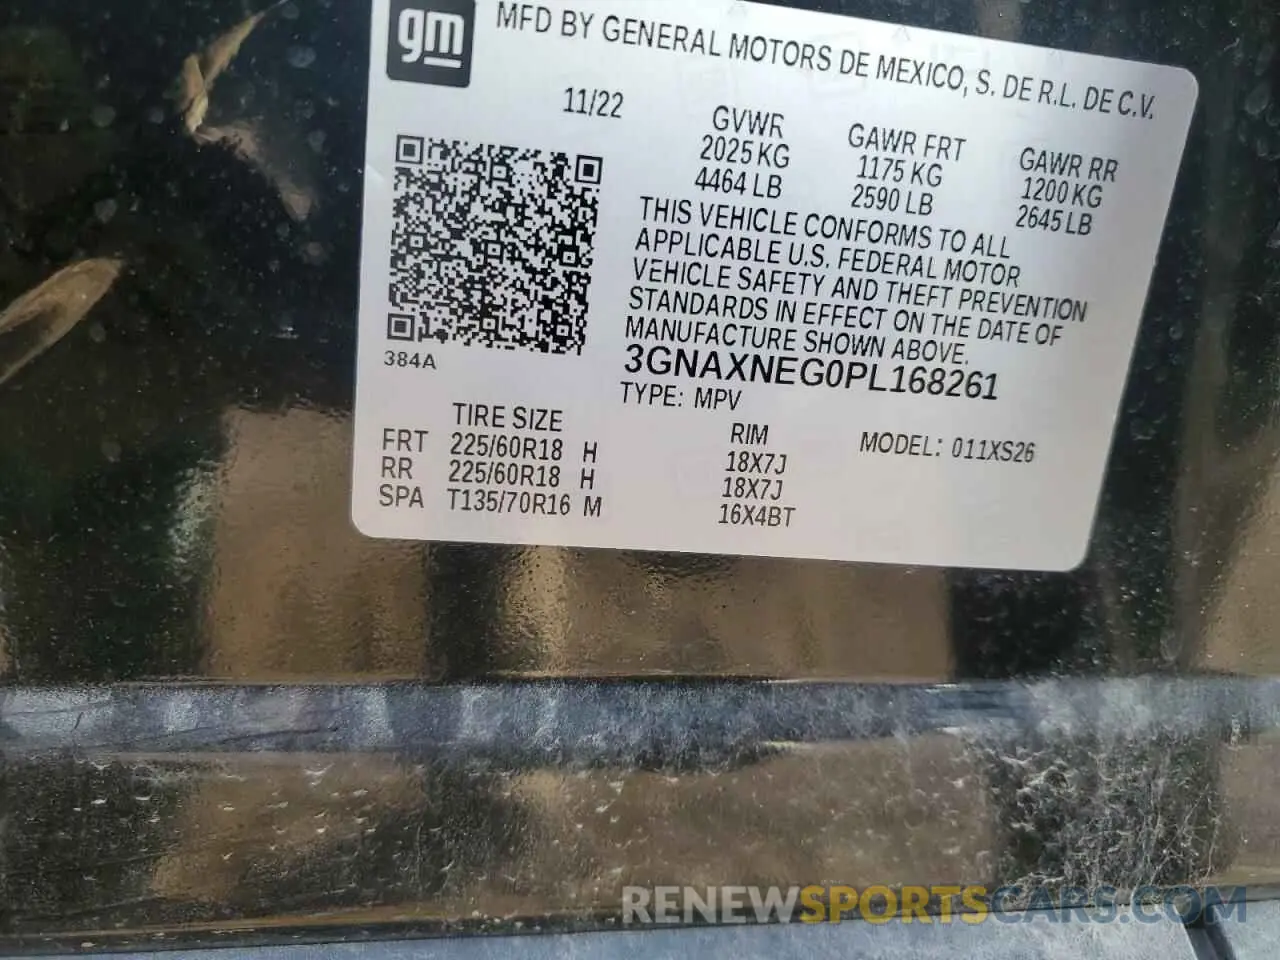 gm
MFD BY GENERAL MOTORS DE MEXICO, S. DE R.L. DE C.V.
11/22
GVWR GAWR FRT GAWR RR
2025 KG 1175 KG 1200 KG
4464 LB 2590 LB 2645 LB
THIS VEHICLE CONFORMS TO ALL
APPLICABLE U.S. FEDERAL MOTOR
VEHICLE SAFETY AND THEFT PREVENTION
STANDARDS IN EFFECT ON THE DATE OF
MANUFACTURE SHOWN ABOVE.
384A
3GNAXNEG0PL168261
TYPE: MPV
TIRE SIZE RIM MODEL: 011XS26
FRT 225/60R18 H 18X7J
RR 225/60R18 H 18X7J
SPA T135/70R16 M 16X4BT
RENEWSPORTSCARS.COM